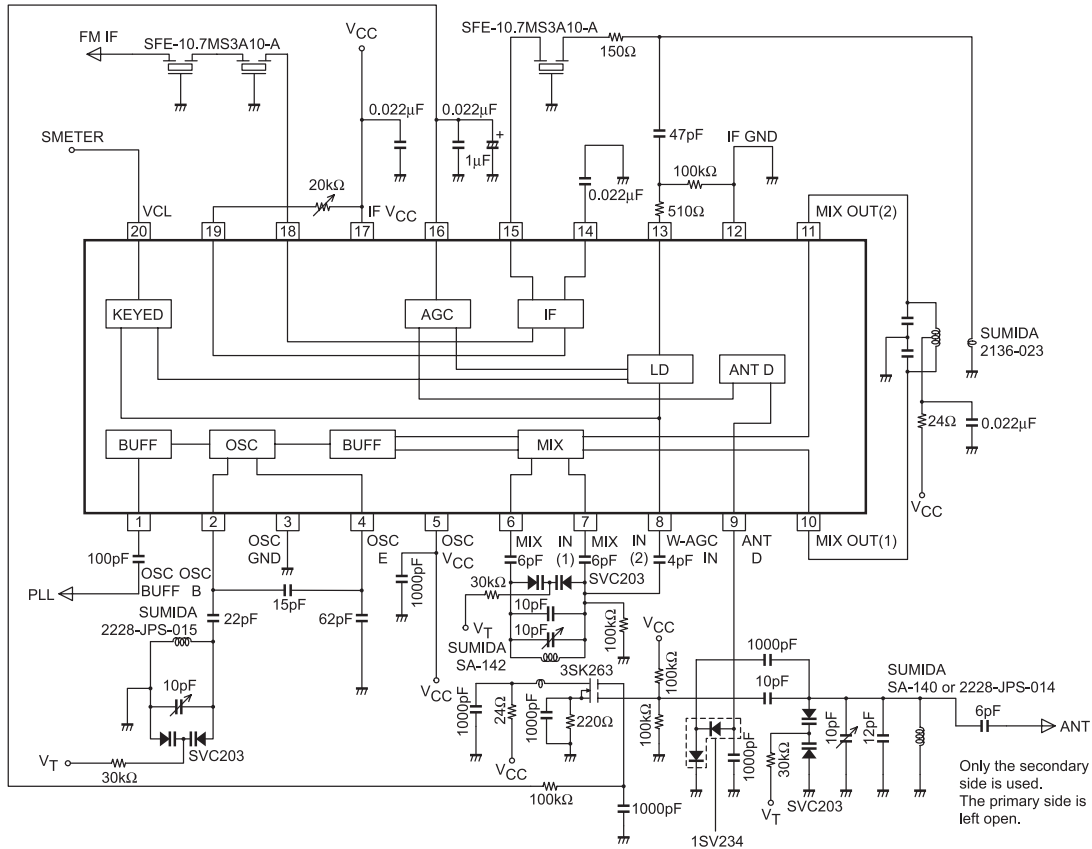 FM IF
SFE-10.7MS3A10-A
VCC
SFE-10.7MS3A10-A
150Ω
0.022μF
0.022μF
+
1μF
47pF
IF GND
SMETER
100kΩ
0.022μF
20kΩ
510Ω
VCL
IF VCC
MIX OUT(2)
20
19
18
17
16
15
14
13
12
11
KEYED
AGC
IF
LD
ANT D
SUMIDA
2136-023
24Ω
0.022μF
VCC
BUFF
OSC
BUFF
MIX
1
2
3
4
5
6
7
8
9
10
MIX OUT(1)
100pF
OSC
BUFF
OSC
B
OSC
GND
OSC
E
OSC
VCC
MIX
IN
(1)
MIX
IN
(2)
W-AGC
IN
ANT
D
6pF
6pF
4pF
PLL
15pF
1000pF
30kΩ
SVC203
SUMIDA
2228-JPS-015
22pF
62pF
10pF
10pF
VT
SUMIDA
SA-142
100kΩ
VCC
VCC
3SK263
100kΩ
1000pF
10pF
SUMIDA
SA-140 or 2228-JPS-014
10pF
1000pF
24Ω
1000pF
220Ω
100kΩ
1000pF
30kΩ
10pF
12pF
6pF
ANT
SVC203
VT
30kΩ
VCC
VT
SVC203
100kΩ
1000pF
1SV234
Only the secondary
side is used.
The primary side is
left open.